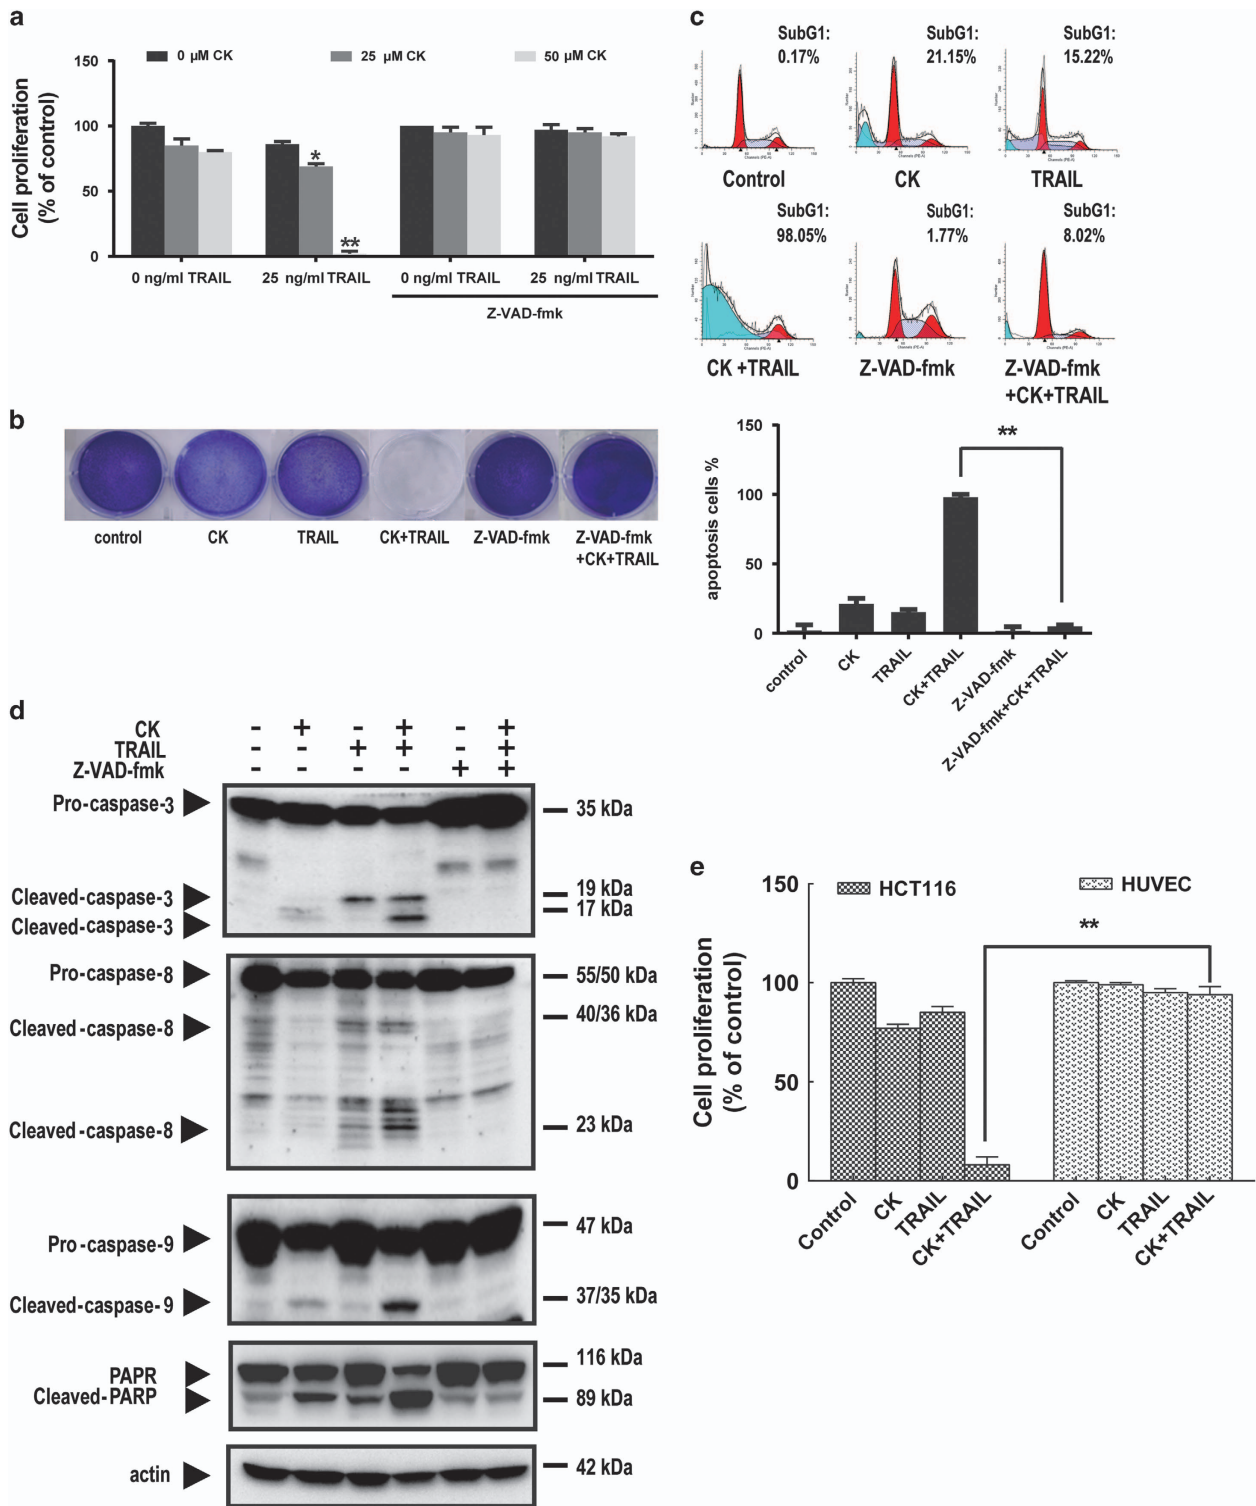 a
0 µM CK
25 µM CK
50 µM CK
Cell proliferation
(% of control)
150
100
50
0
*
**
0 ng/ml TRAIL
25 ng/ml TRAIL
0 ng/ml TRAIL
25 ng/ml TRAIL
Z-VAD-fmk
b
control
CK
TRAIL
CK+TRAIL
Z-VAD-fmk
Z-VAD-fmk
+CK+TRAIL
c
SubG1:
0.17%
SubG1:
21.15%
SubG1:
15.22%
Control
CK
TRAIL
SubG1:
98.05%
SubG1:
1.77%
SubG1:
8.02%
CK +TRAIL
Z-VAD-fmk
Z-VAD-fmk
+CK+TRAIL
apoptosis cells %
150
100
50
0
**
control
CK
TRAIL
CK+TRAIL
Z-VAD-fmk
Z-VAD-fmk+CK+TRAIL
d
CK - + - + - +
TRAIL - - + + - +
Z-VAD-fmk - - - - + +
Pro-caspase-3
35 kDa
Cleaved-caspase-3
19 kDa
17 kDa
Cleaved-caspase-3
Pro-caspase-8
55/50 kDa
40/36 kDa
Cleaved-caspase-8
Cleaved-caspase-8
23 kDa
47 kDa
Pro-caspase-9
37/35 kDa
Cleaved-caspase-9
116 kDa
PAPR
Cleaved-PARP
89 kDa
actin
42 kDa
e
HCT116
HUVEC
Cell proliferation
(% of control)
150
100
50
0
**
Control
CK
TRAIL
CK+TRAIL
Control
CK
TRAIL
CK+TRAIL